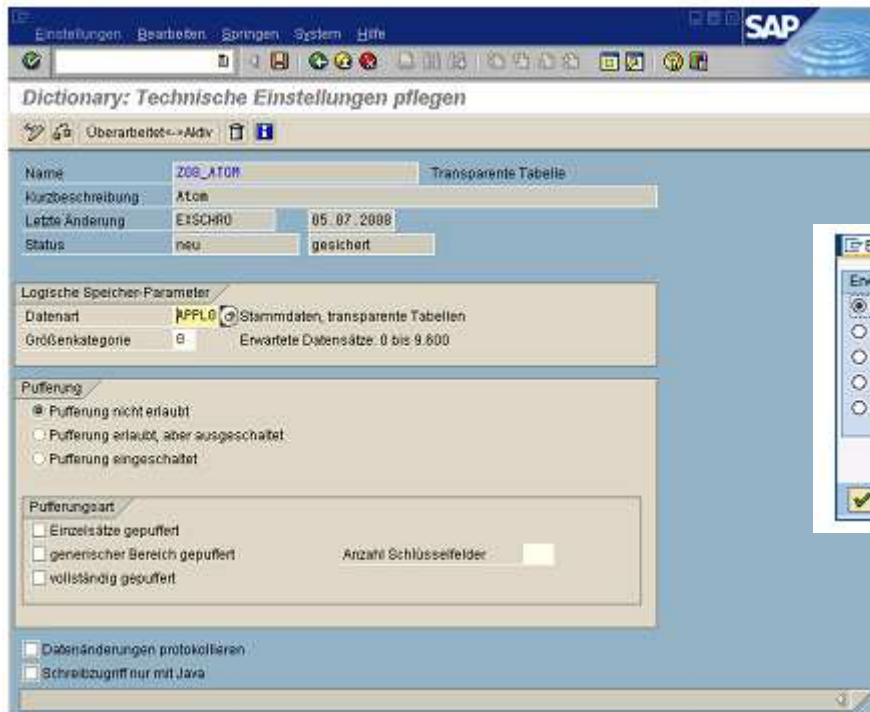 Einstellungen Bearbeiten Springen System Hilfe
SAP
Dictionary: Technische Einstellungen pflegen
Überarbeitet<->Aktiv
Name Z08_ATOM Transparente Tabelle
Kurzbeschreibung Atom
Letzte Änderung 05.07.2008
Status neu gesichert
Logische Speicher-Parameter
Datenart APPL0 Stammdaten, transparente Tabellen
Größenkategorie 0 Erwartete Datensätze: 0 bis 9.600
Pufferung
Pufferung nicht erlaubt
Pufferung erlaubt, aber ausgeschaltet
Pufferung eingeschaltet
Pufferungsart
Einzelsätze gepuffert
generischer Bereich gepuffert Anzahl Schlüsselfelder
vollständig gepuffert
Datenänderungen protokollieren
Schreibzugriff nur mit Java